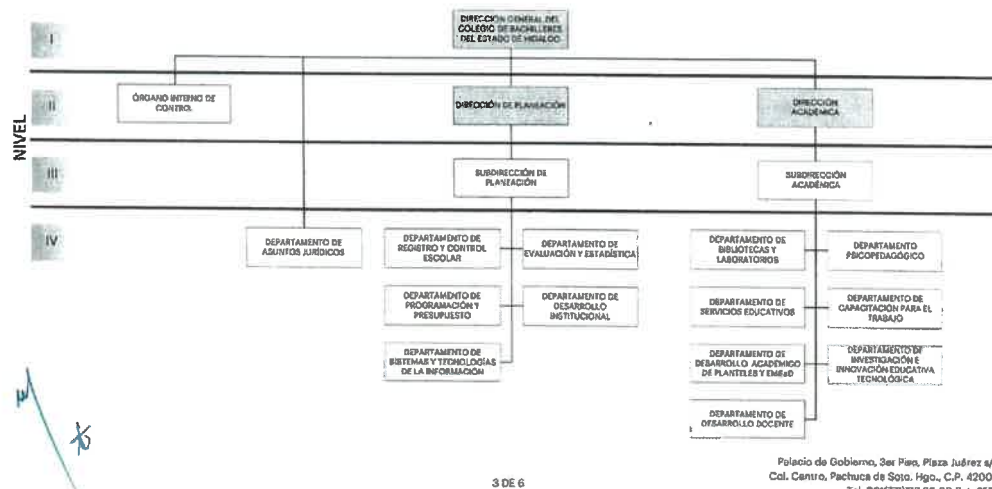 DIRECCIÓN GENERAL DEL
COLEGIO DE BACHILLERES
DEL ESTADO DE HIDALGO
I
NIVEL
II
ÓRGANO INTERNO DE
CONTROL
DIRECCIÓN DE PLANEACIÓN
DIRECCIÓN
ACADÉMICA
III
SUBDIRECCIÓN DE
PLANEACIÓN
SUBDIRECCIÓN
ACADÉMICA
IV
DEPARTAMENTO DE
ASUNTOS JURÍDICOS
DEPARTAMENTO DE
REGISTRO Y CONTROL
ESCOLAR
DEPARTAMENTO DE
EVALUACIÓN Y ESTADÍSTICA
DEPARTAMENTO DE
BIBLIOTECAS Y
LABORATORIOS
DEPARTAMENTO
PSICOPEDAGÓGICO
DEPARTAMENTO DE
PROGRAMACIÓN Y
PRESUPUESTO
DEPARTAMENTO DE
DESARROLLO
INSTITUCIONAL
DEPARTAMENTO DE
SERVICIOS EDUCATIVOS
DEPARTAMENTO DE
CAPACITACIÓN PARA EL
TRABAJO
DEPARTAMENTO DE
SISTEMAS Y TECNOLOGÍAS
DE LA INFORMACIÓN
DEPARTAMENTO DE
DESARROLLO ACADÉMICO
DE PLANTELES Y EMSaD
DEPARTAMENTO DE
INVESTIGACIÓN E
INNOVACIÓN EDUCATIVA
TECNOLÓGICA
DEPARTAMENTO DE
DESARROLLO DOCENTE
3 DE 6
Palacio de Gobierno, 3er Piso, Plaza Juárez s/
Col. Centro, Pachuca de Soto, Hgo., C.P. 4200